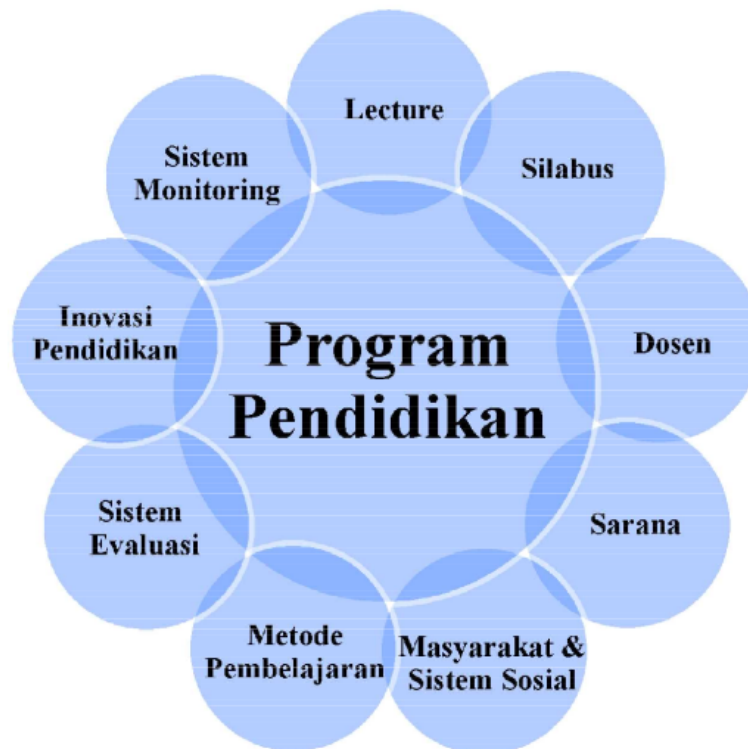 Lecture
Silabus
Dosen
Sarana
Masyarakat &
Sistem Sosial
Metode
Pembelajaran
Sistem
Evaluasi
Inovasi
Pendidikan
Sistem
Monitoring
Program
Pendidikan